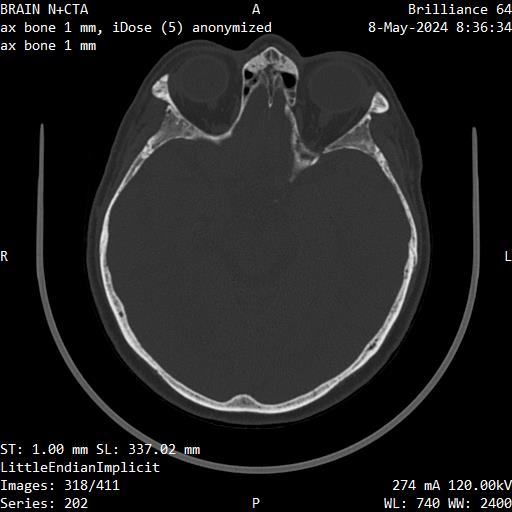 BRAIN N+CTA
A
Brilliance 64
ax bone 1 mm, iDose (5) anonymized
8-May-2024 8:36:34
ax bone 1 mm
R
L
ST: 1.00 mm SL: 337.02 mm
LittleEndianImplicit
Images: 318/411
274 mA 120.00kV
Series: 202
P
WL: 740 WW: 2400